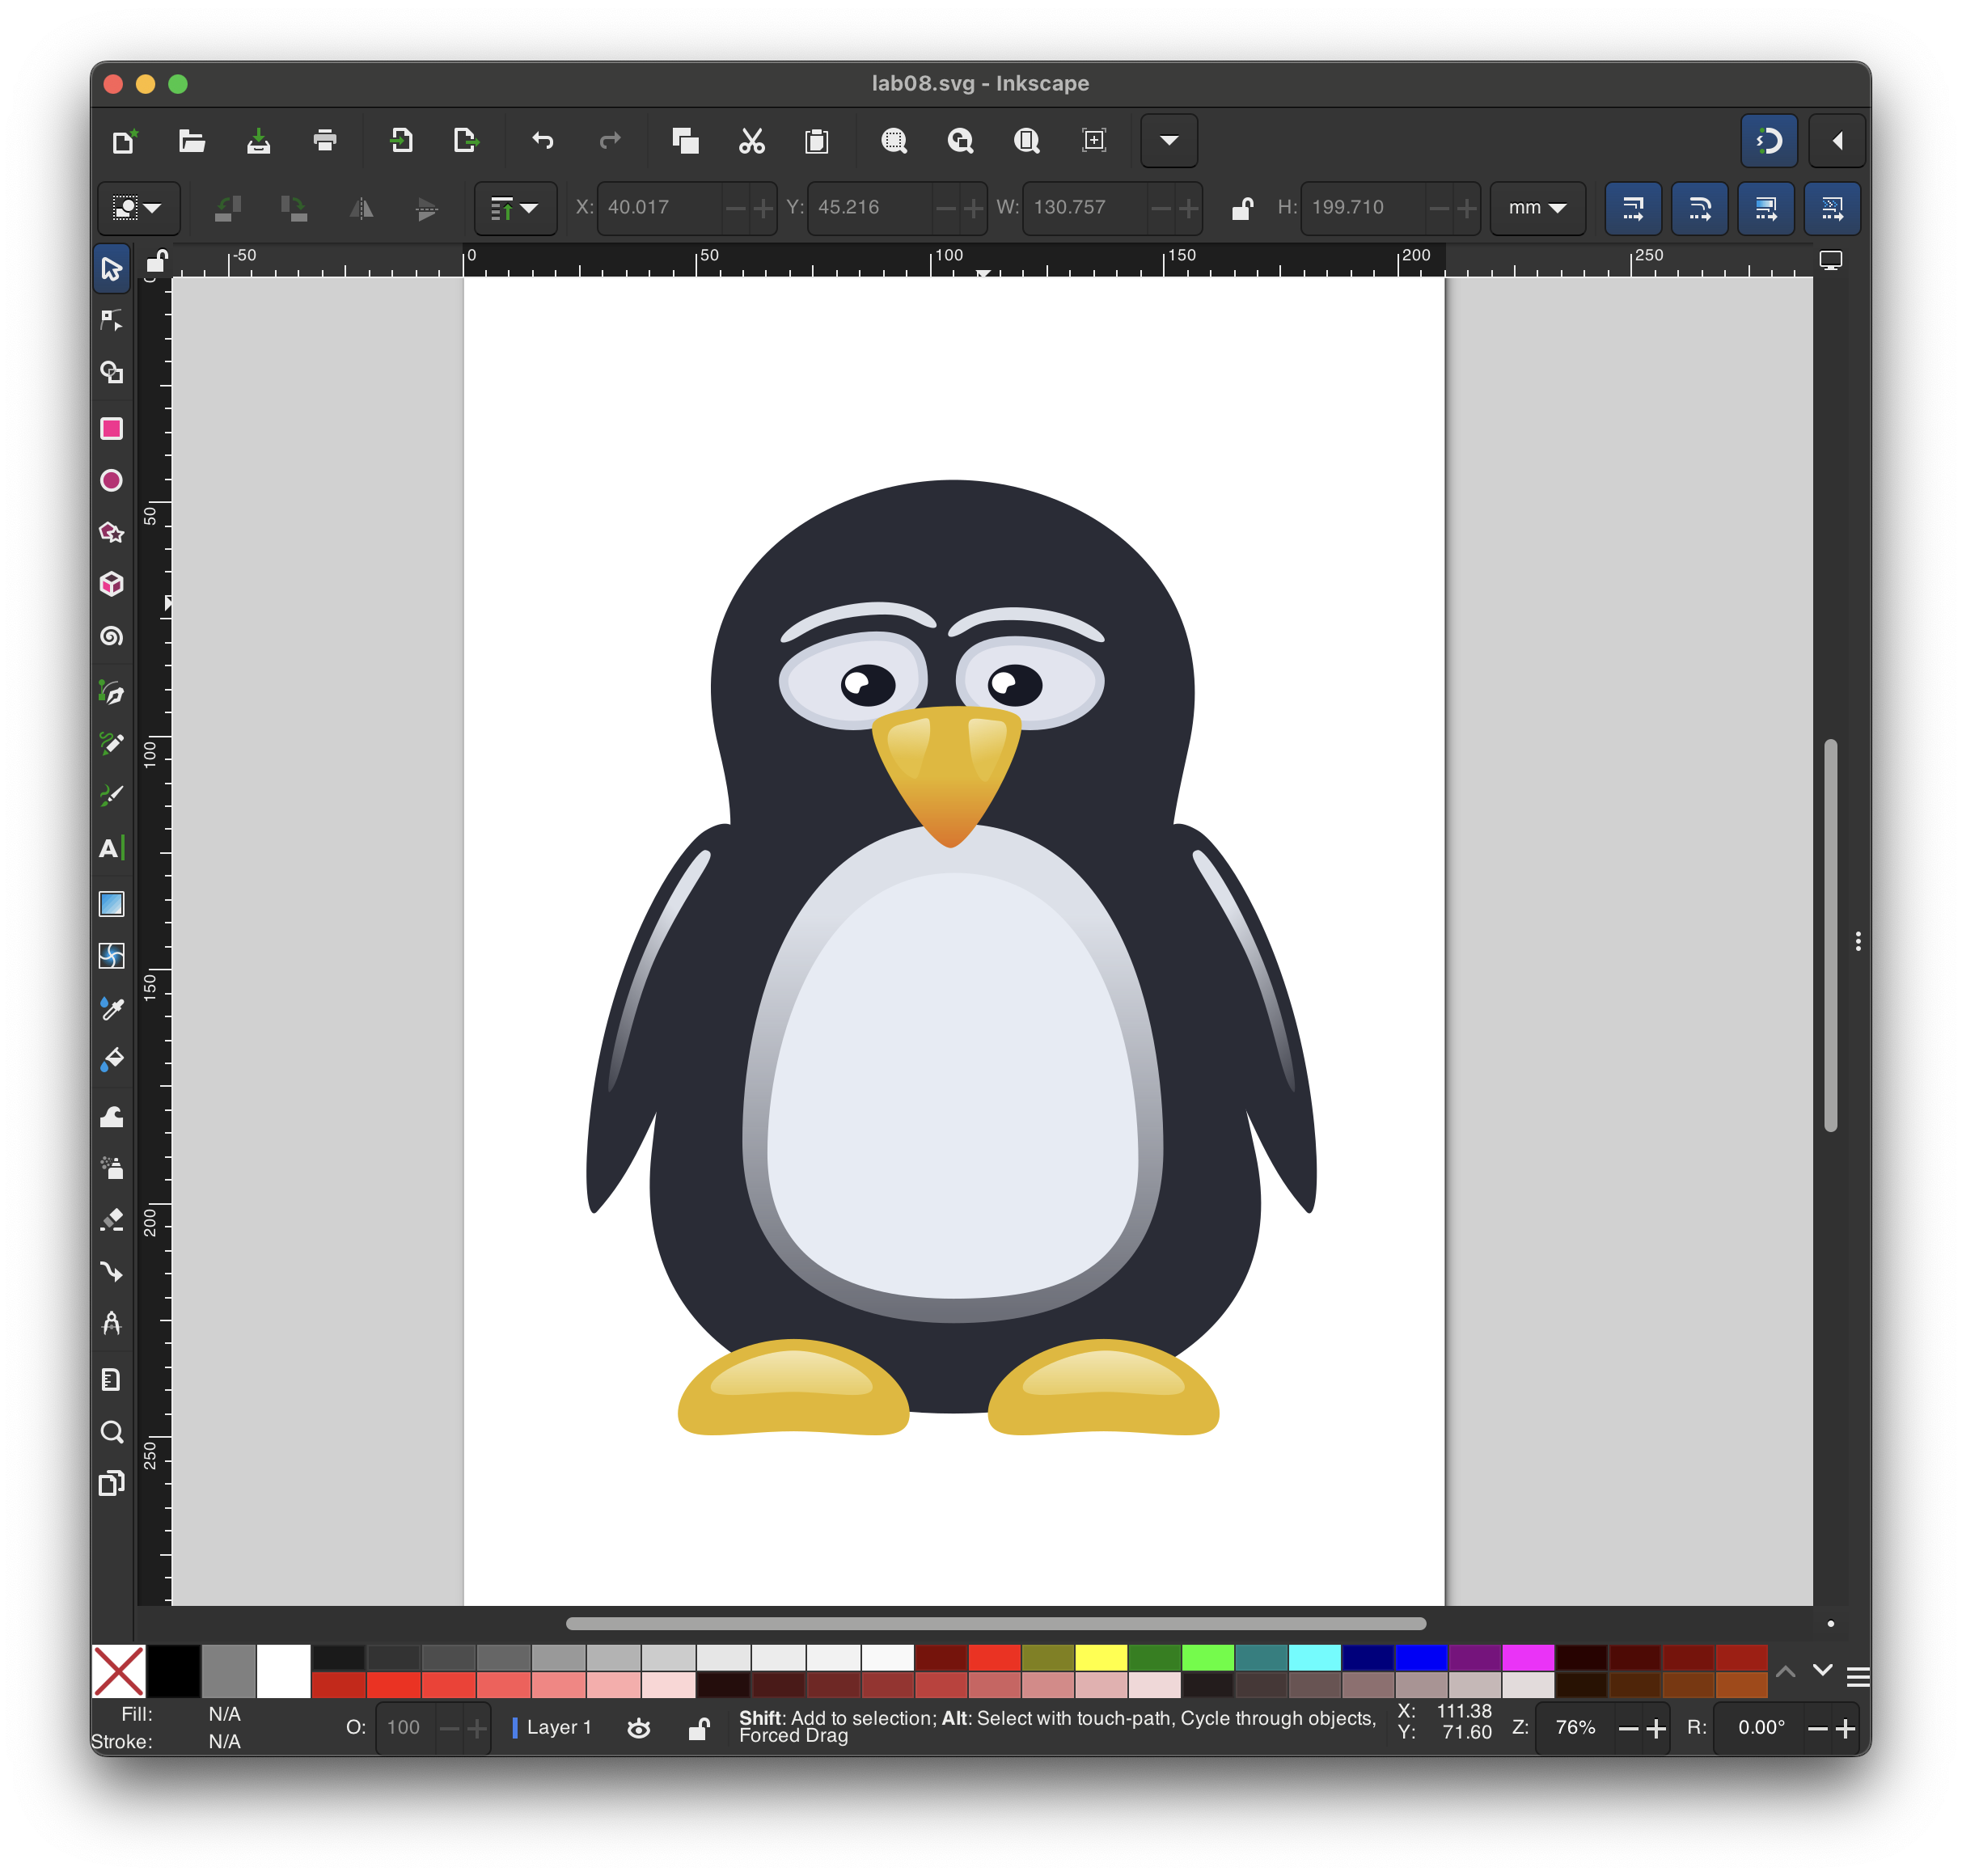 lab08.svg - Inkscape
X: 40.017 Y: 45.216 W: 130.757 H: 199.710 mm
-50 0 50 100 150 200 250
0
50
100
150
200
250
A
Fill: N/A
Stroke: N/A
O: 100
Layer 1
Shift: Add to selection; Alt: Select with touch-path, Cycle through objects,
Forced Drag
X: 111.38
Y: 71.60
Z: 76%
R: 0.00°